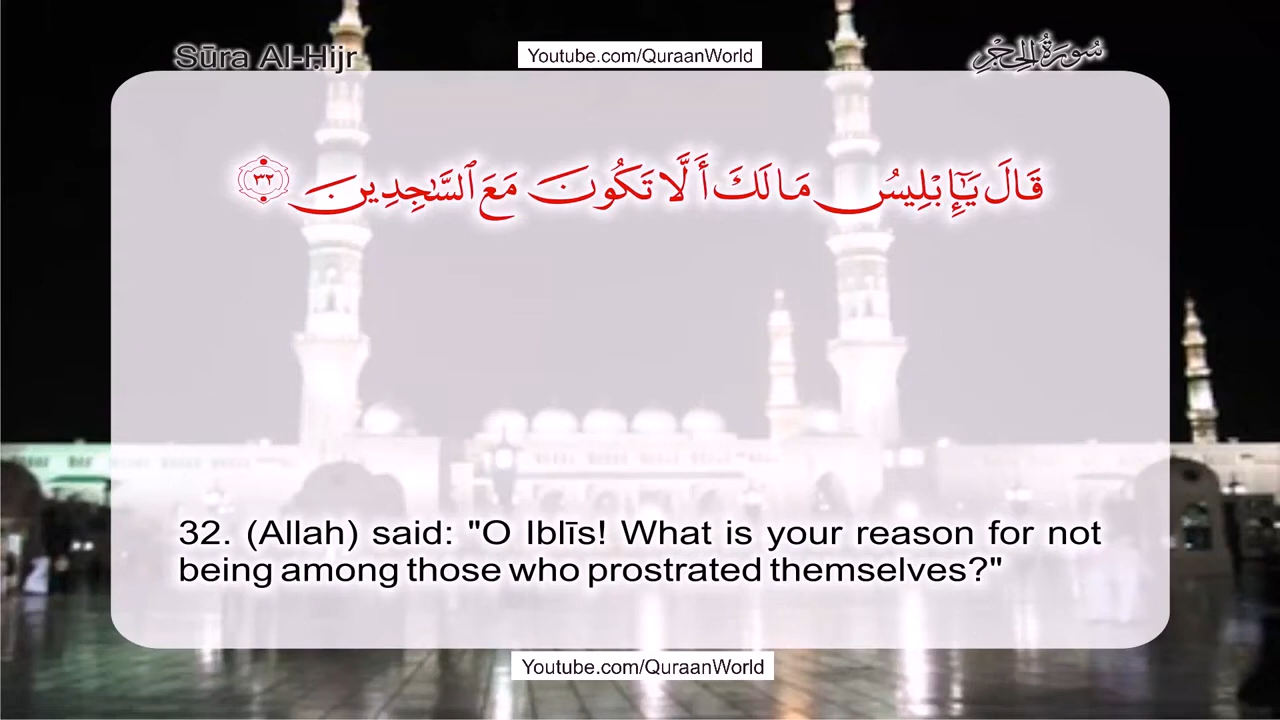 Sūra Al-Ḥijr
Youtube.com/QuraanWorld
سُورَةُ الحِجْرِ
قَالَ يَٰٓإِبْلِيسُ مَا لَكَ أَلَّا تَكُونَ مَعَ ٱلسَّٰجِدِينَ ٣٢
32. (Allah) said: "O Iblīs! What is your reason for not
being among those who prostrated themselves?"
Youtube.com/QuraanWorld